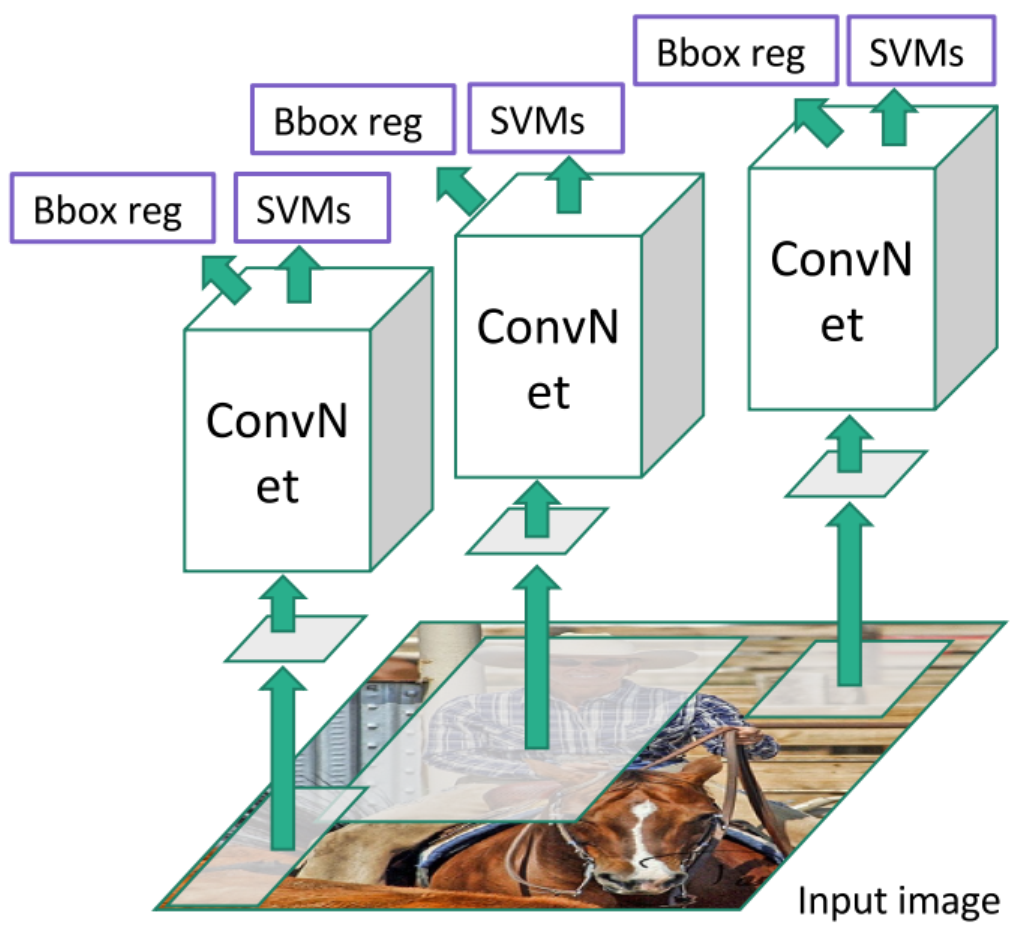 Bbox reg
SVMs
Bbox reg
SVMs
Bbox reg
SVMs
ConvN
et
ConvN
et
ConvN
et
Input image